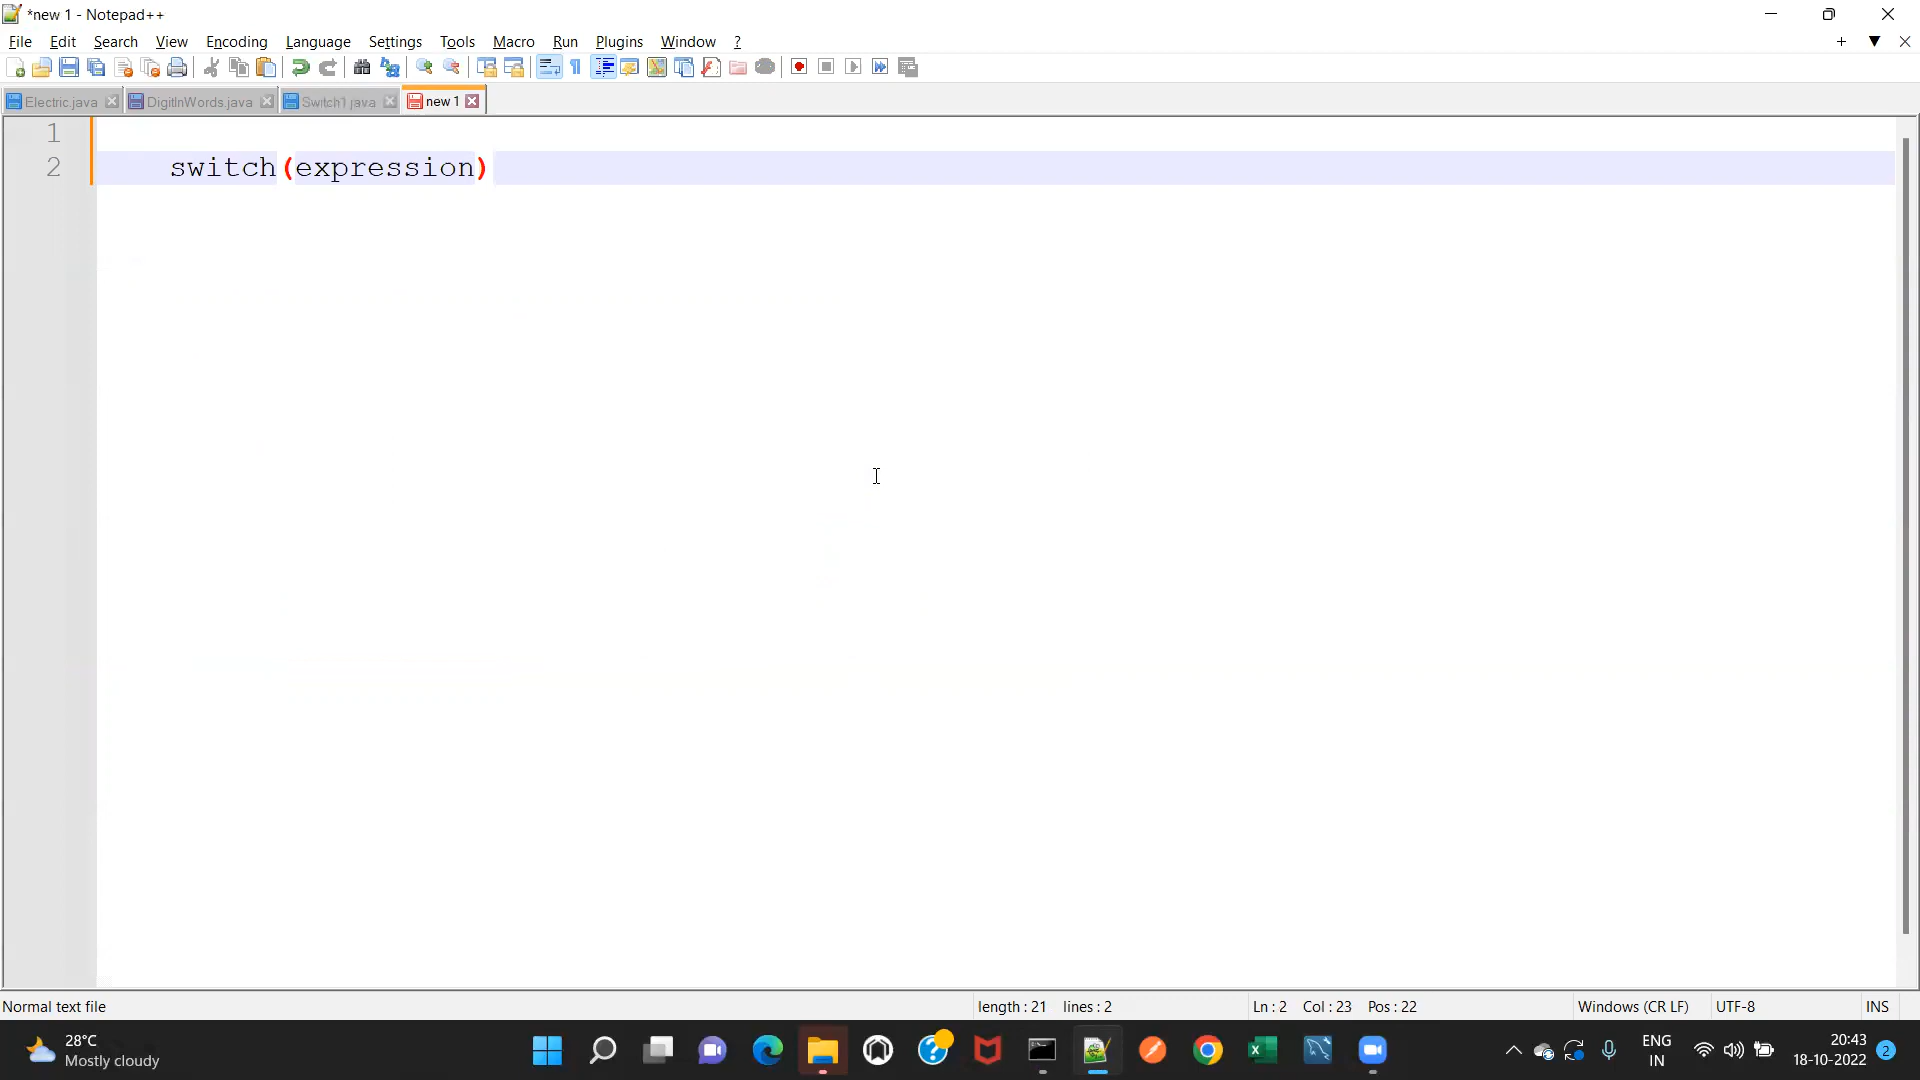 *new 1 - Notepad++
File Edit Search View Encoding Language Settings Tools Macro Run Plugins Window ?
Electric.java DigitInWords.java Switch1.java new 1
1
2 switch(expression)
Normal text file length : 21 lines : 2 Ln : 2 Col : 23 Pos : 22 Windows (CR LF) UTF-8 INS
28°C
Mostly cloudy
ENG
IN
20:43
18-10-2022
2